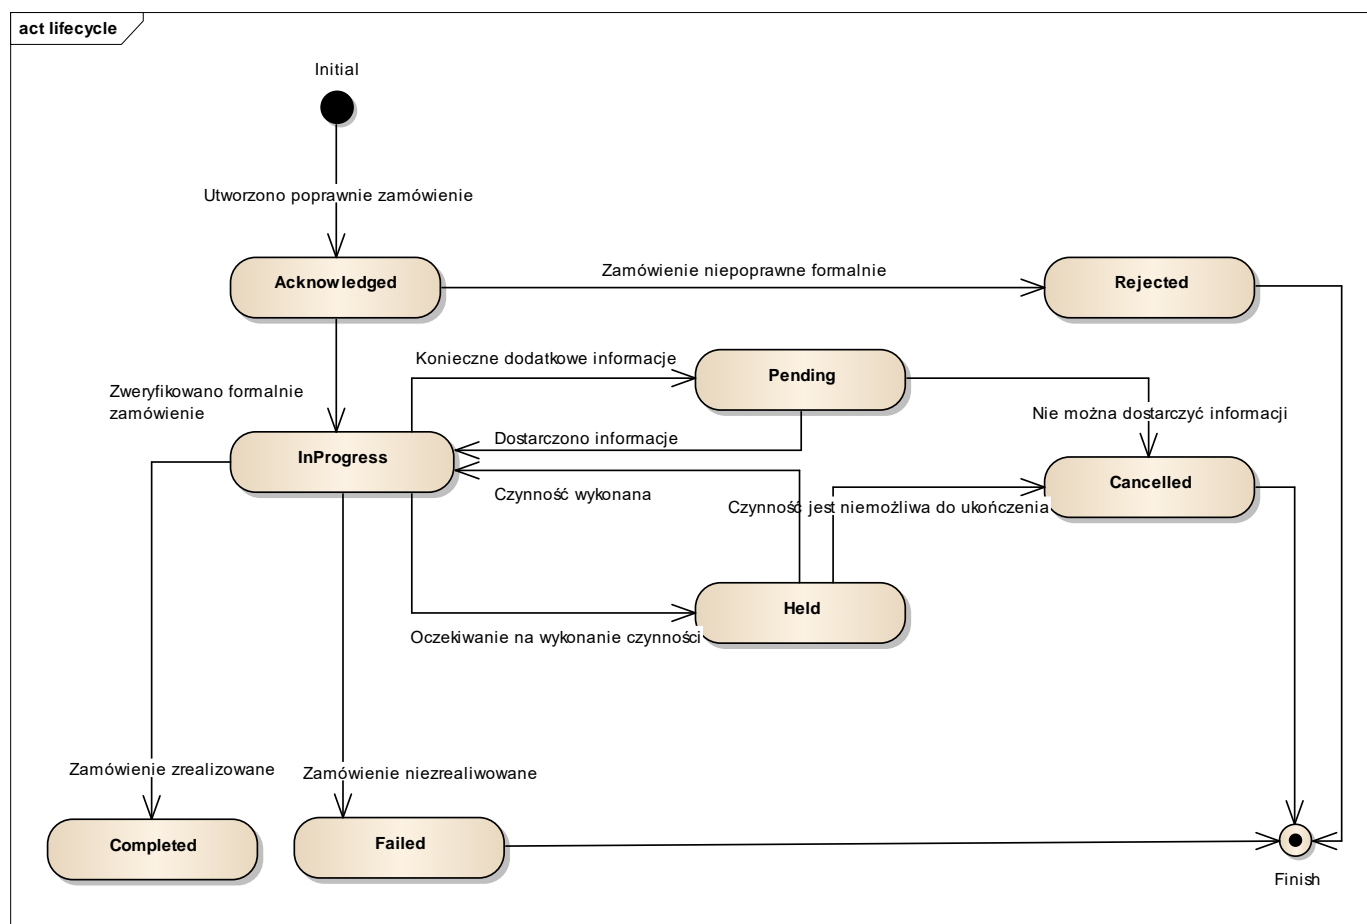 act lifecycle
Initial
Utworzono poprawnie zamówienie
Acknowledged
Zamówienie niepoprawne formalnie
Rejected
Konieczne dodatkowe informacje
Pending
Zweryfikowano formalnie
zamówienie
Nie można dostarczyć informacji
Dostarczono informacje
InProgress
Czynność wykonana
Cancelled
Czynność jest niemożliwa do ukończenia
Held
Oczekiwanie na wykonanie czynności
Zamówienie zrealizowane
Zamówienie niezrealiwowane
Completed
Failed
Finish